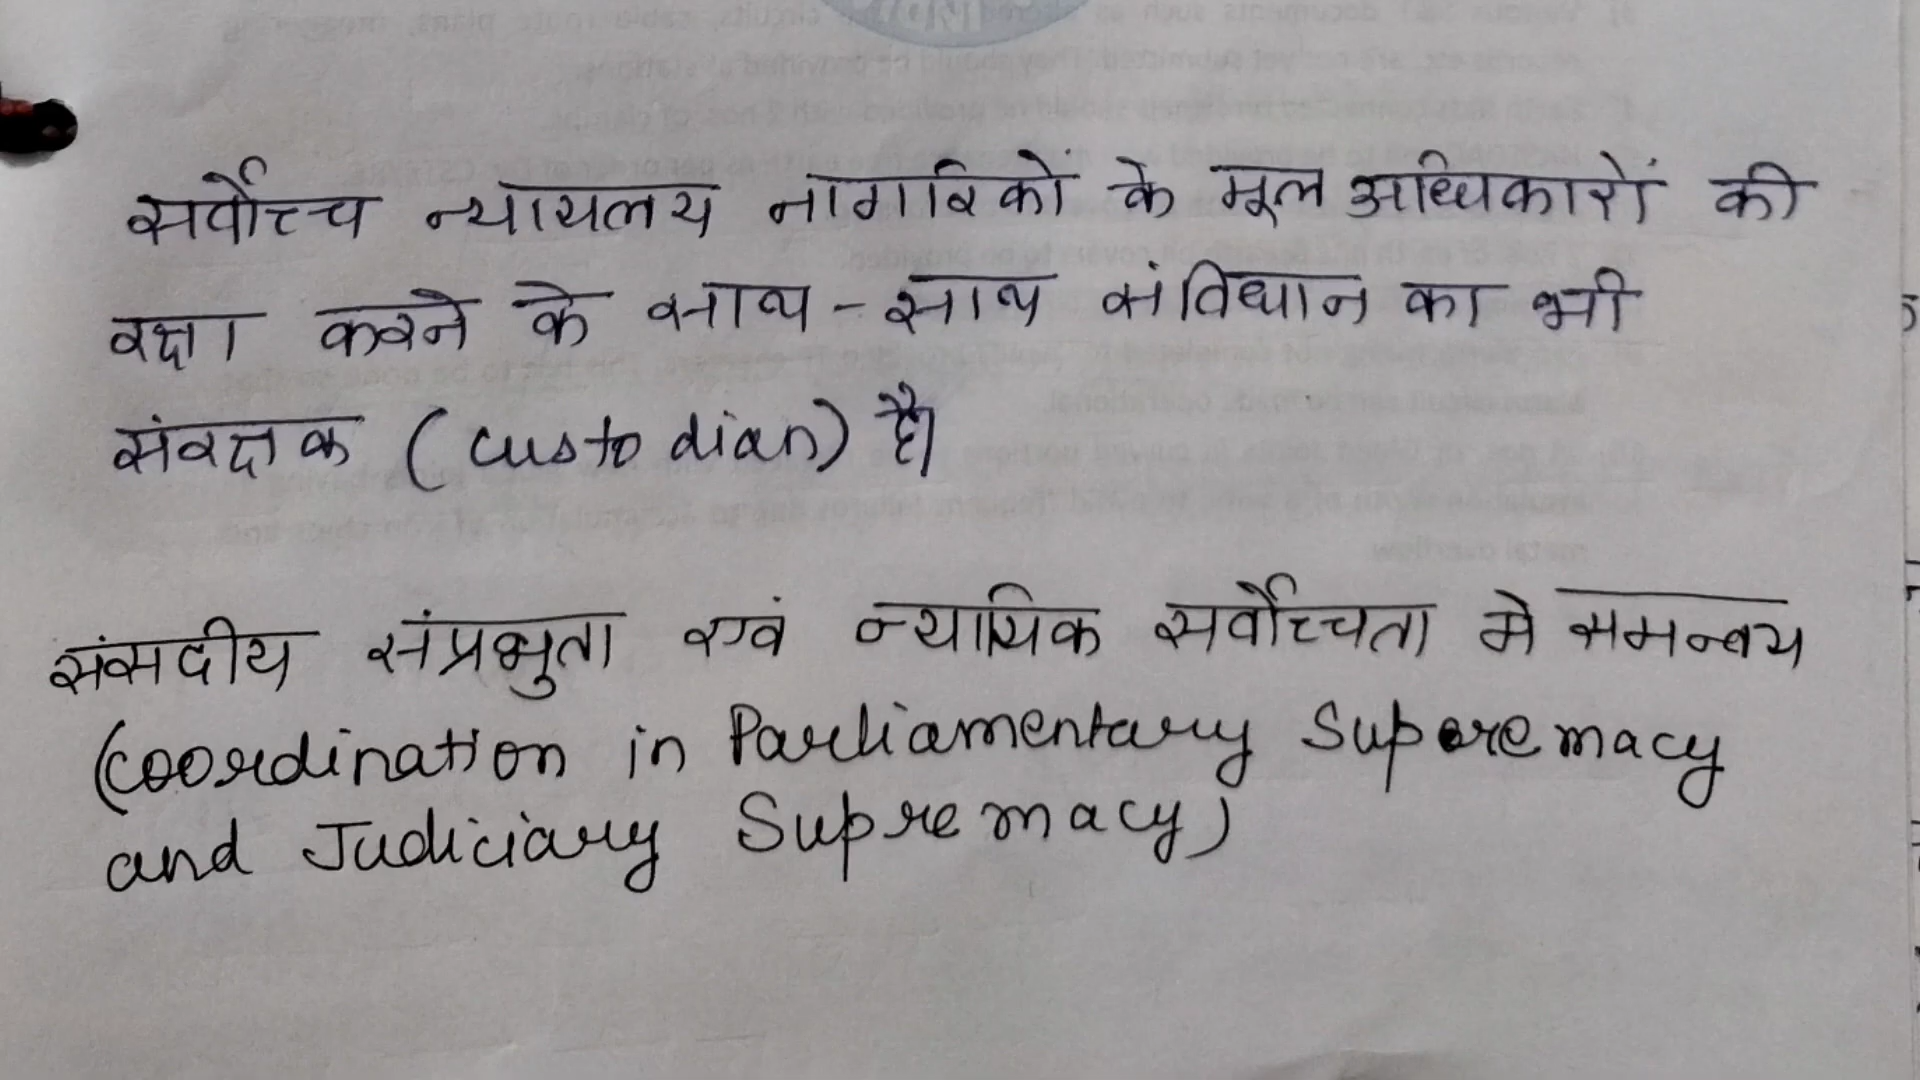 सर्वोच्च न्यायलय नागरिकों के मूल अधिकारों की
रक्षा करने के साथ-साथ संविधान का भी
संरक्षक (custodian) है।
संसदीय संप्रभुता एवं न्यायिक सर्वोच्चता मे समन्वय
(coordination in Parliamentary Supremacy
and Judiciary Supremacy)